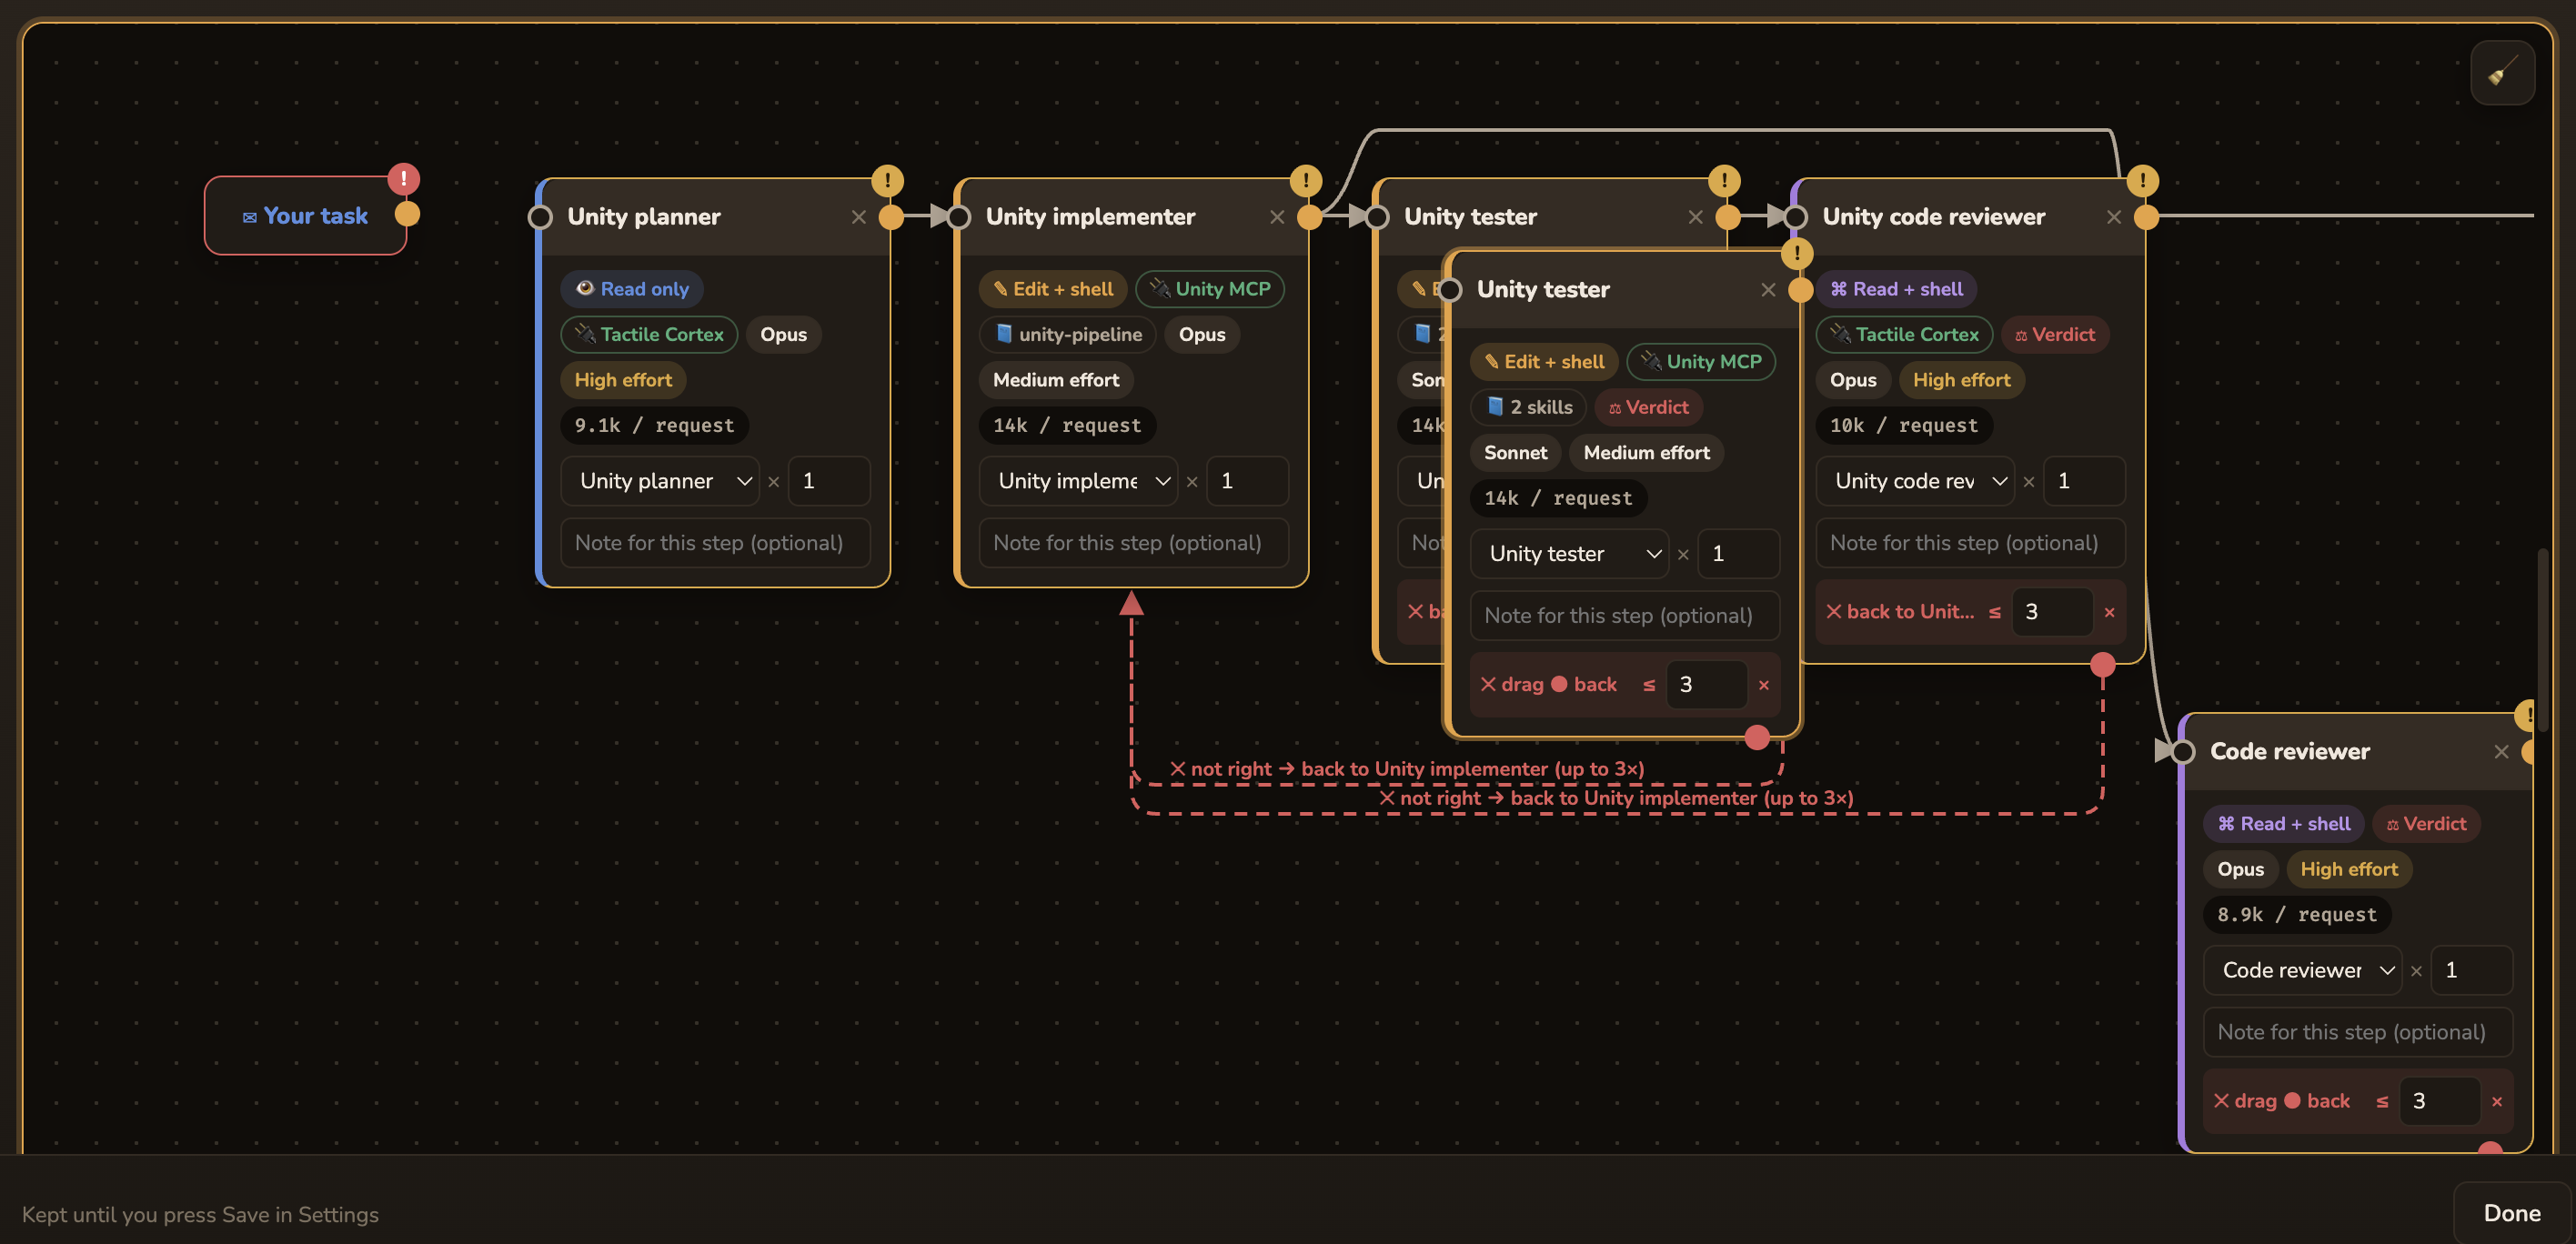 !
✉ Your task
!
Unity planner ×
Read only
Tactile Cortex Opus
High effort
9.1k / request
Unity planner × 1
Note for this step (optional)
!
Unity implementer ×
✎ Edit + shell Unity MCP
unity-pipeline Opus
Medium effort
14k / request
Unity impleme × 1
Note for this step (optional)
!
Unity tester ×
14k
!
Unity tester ×
✎ Edit + shell Unity MCP
2 skills ⚖ Verdict
Sonnet Medium effort
14k / request
Unity tester × 1
Note for this step (optional)
✕ drag ● back ≤ 3 ×
!
Unity code reviewer ×
⌘ Read + shell
Tactile Cortex ⚖ Verdict
Opus High effort
10k / request
Unity code rev × 1
Note for this step (optional)
✕ back to Unit... ≤ 3 ×
✕ not right → back to Unity implementer (up to 3×)
✕ not right → back to Unity implementer (up to 3×)
!
Code reviewer ×
⌘ Read + shell ⚖ Verdict
Opus High effort
8.9k / request
Code reviewer × 1
Note for this step (optional)
✕ drag ● back ≤ 3 ×
Kept until you press Save in Settings
Done